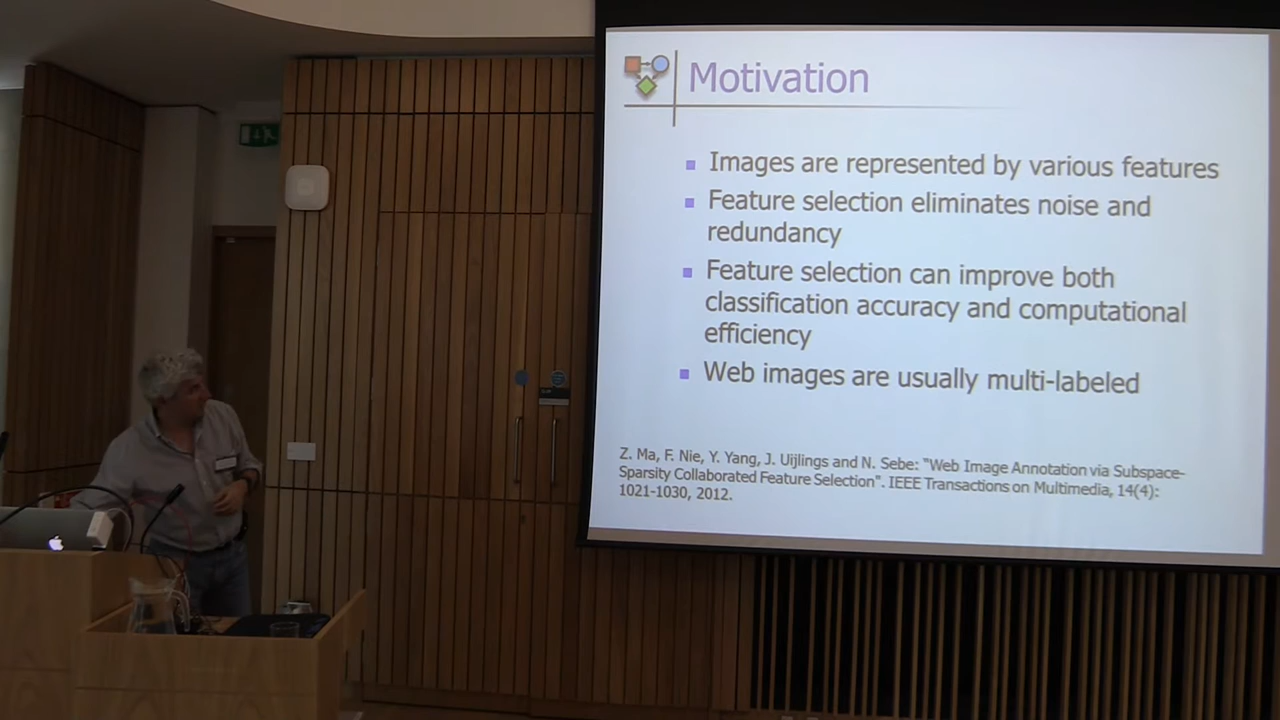 Motivation
Images are represented by various features
Feature selection eliminates noise and
redundancy
Feature selection can improve both
classification accuracy and computational
efficiency
Web images are usually multi-labeled
Z. Ma, F. Nie, Y. Yang, J. Uijlings and N. Sebe: "Web Image Annotation via Subspace-
Sparsity Collaborated Feature Selection". IEEE Transactions on Multimedia, 14(4):
1021-1030, 2012.